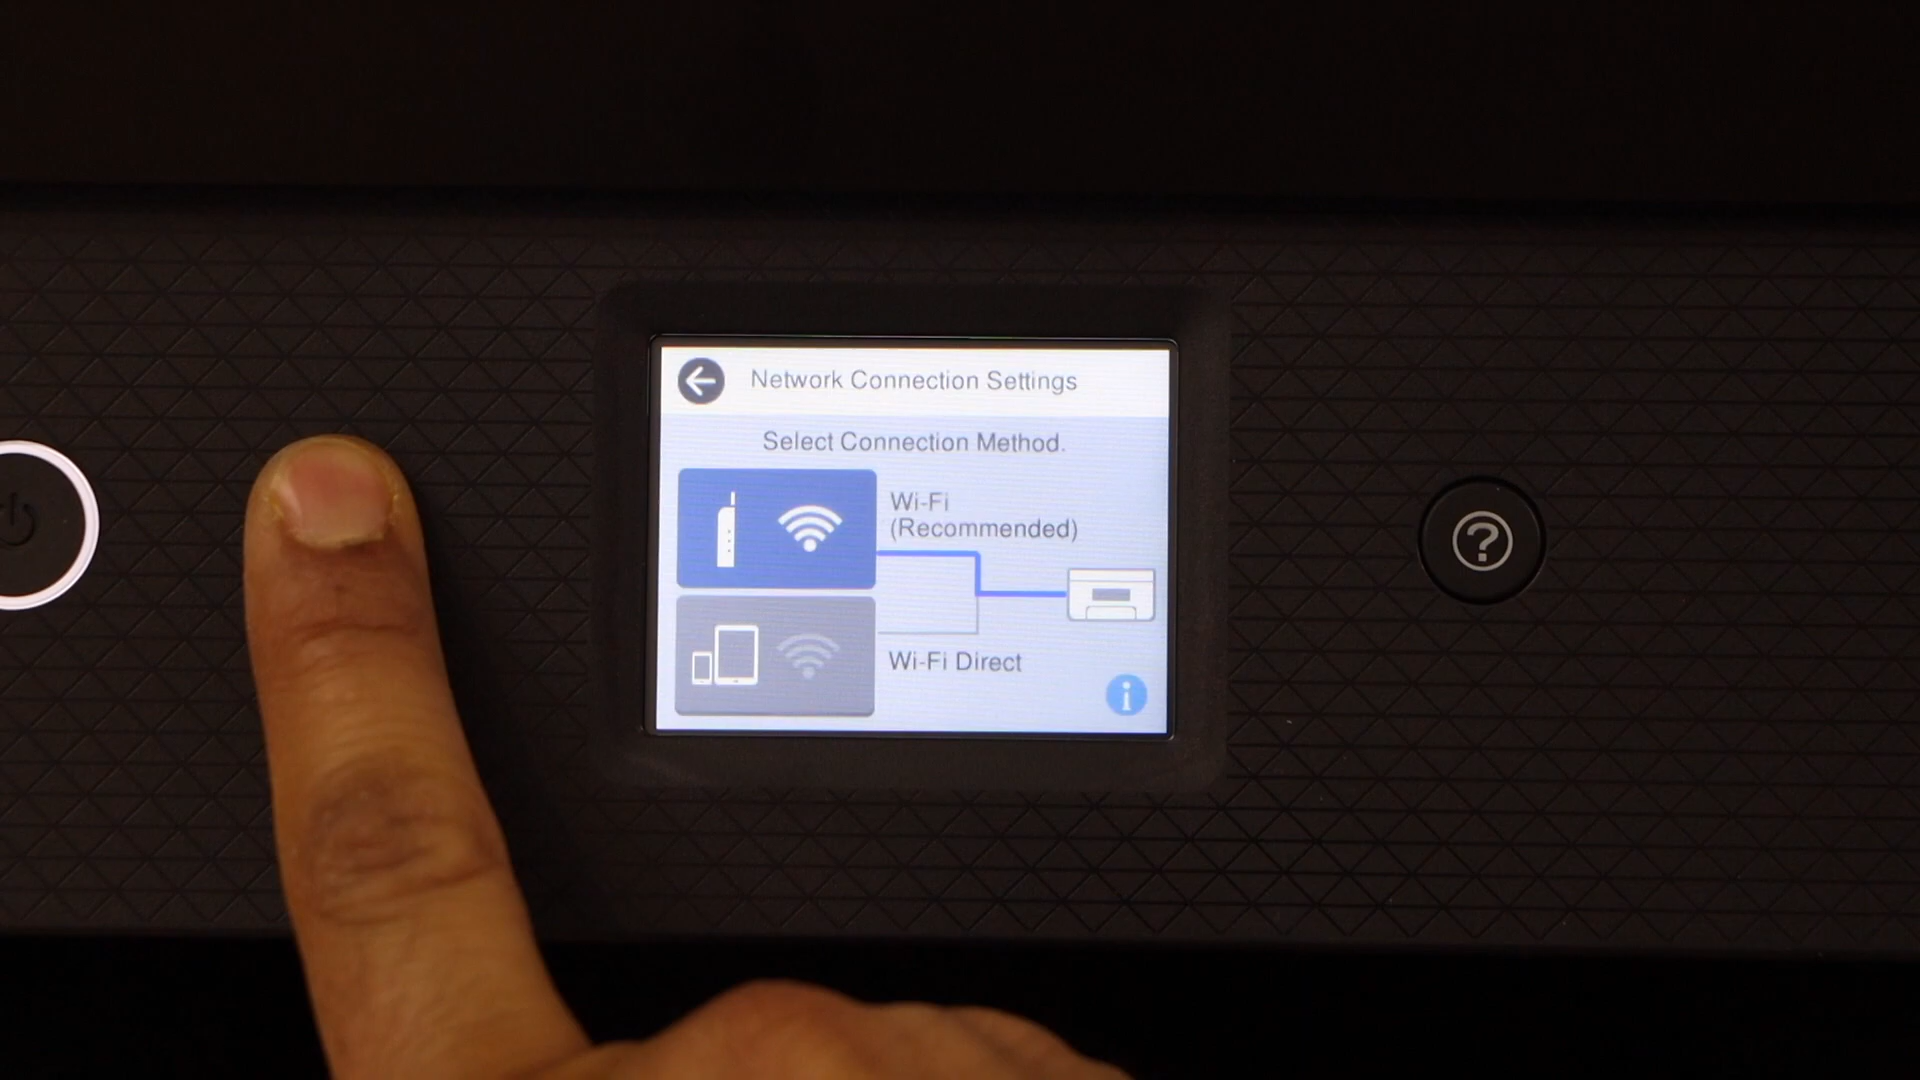 Network Connection Settings
Select Connection Method.
Wi-Fi
(Recommended)
Wi-Fi Direct